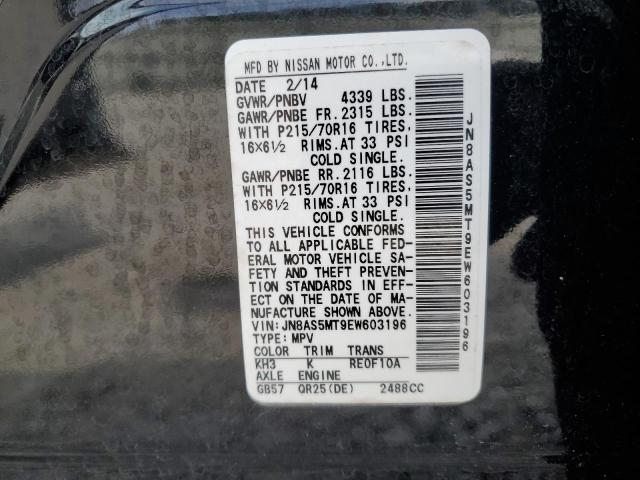 MFD BY NISSAN MOTOR CO.,LTD.
DATE 2/14
GVWR/PNBV 4339 LBS.
GAWR/PNBE FR. 2315 LBS.
WITH P215/70R16 TIRES,
16X6½ RIMS. AT 33 PSI
COLD SINGLE.
GAWR/PNBE RR. 2116 LBS.
WITH P215/70R16 TIRES,
16X6½ RIMS. AT 33 PSI
COLD SINGLE.
THIS VEHICLE CONFORMS
TO ALL APPLICABLE FED-
ERAL MOTOR VEHICLE SA-
FETY AND THEFT PREVEN-
TION STANDARDS IN EFF-
ECT ON THE DATE OF MA-
NUFACTURE SHOWN ABOVE.
VIN: JN8AS5MT9EW603196
TYPE: MPV
COLOR TRIM TRANS
KH3 K RE0F10A
AXLE ENGINE
GB57 QR25(DE) 2488CC
JN8AS5MT9EW603196